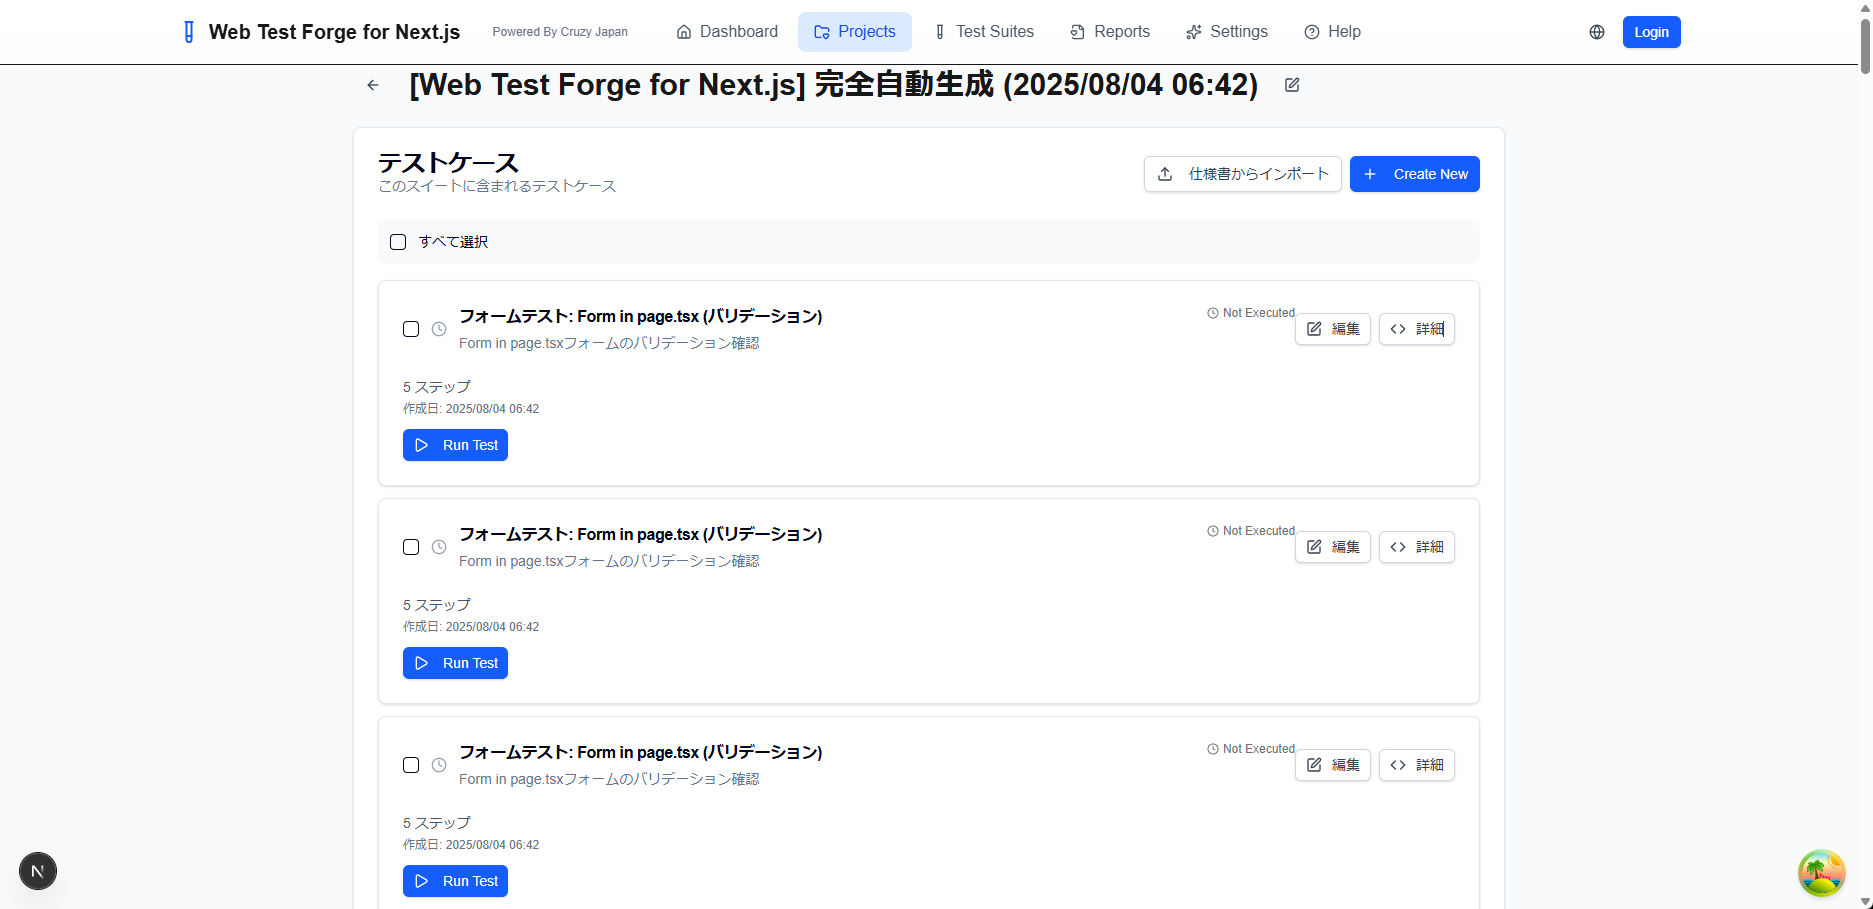 Web Test Forge for Next.js
Powered By Cruzy Japan
Dashboard
Projects
Test Suites
Reports
Settings
Help
Login
[Web Test Forge for Next.js] 完全自動生成 (2025/08/04 06:42)
テストケース
このスイートに含まれるテストケース
仕様書からインポート
Create New
すべて選択
フォームテスト: Form in page.tsx (バリデーション)
Form in page.tsxフォームのバリデーション確認
Not Executed
編集
詳細
5 ステップ
作成日: 2025/08/04 06:42
Run Test
フォームテスト: Form in page.tsx (バリデーション)
Form in page.tsxフォームのバリデーション確認
Not Executed
編集
詳細
5 ステップ
作成日: 2025/08/04 06:42
Run Test
フォームテスト: Form in page.tsx (バリデーション)
Form in page.tsxフォームのバリデーション確認
Not Executed
編集
詳細
5 ステップ
作成日: 2025/08/04 06:42
Run Test
N